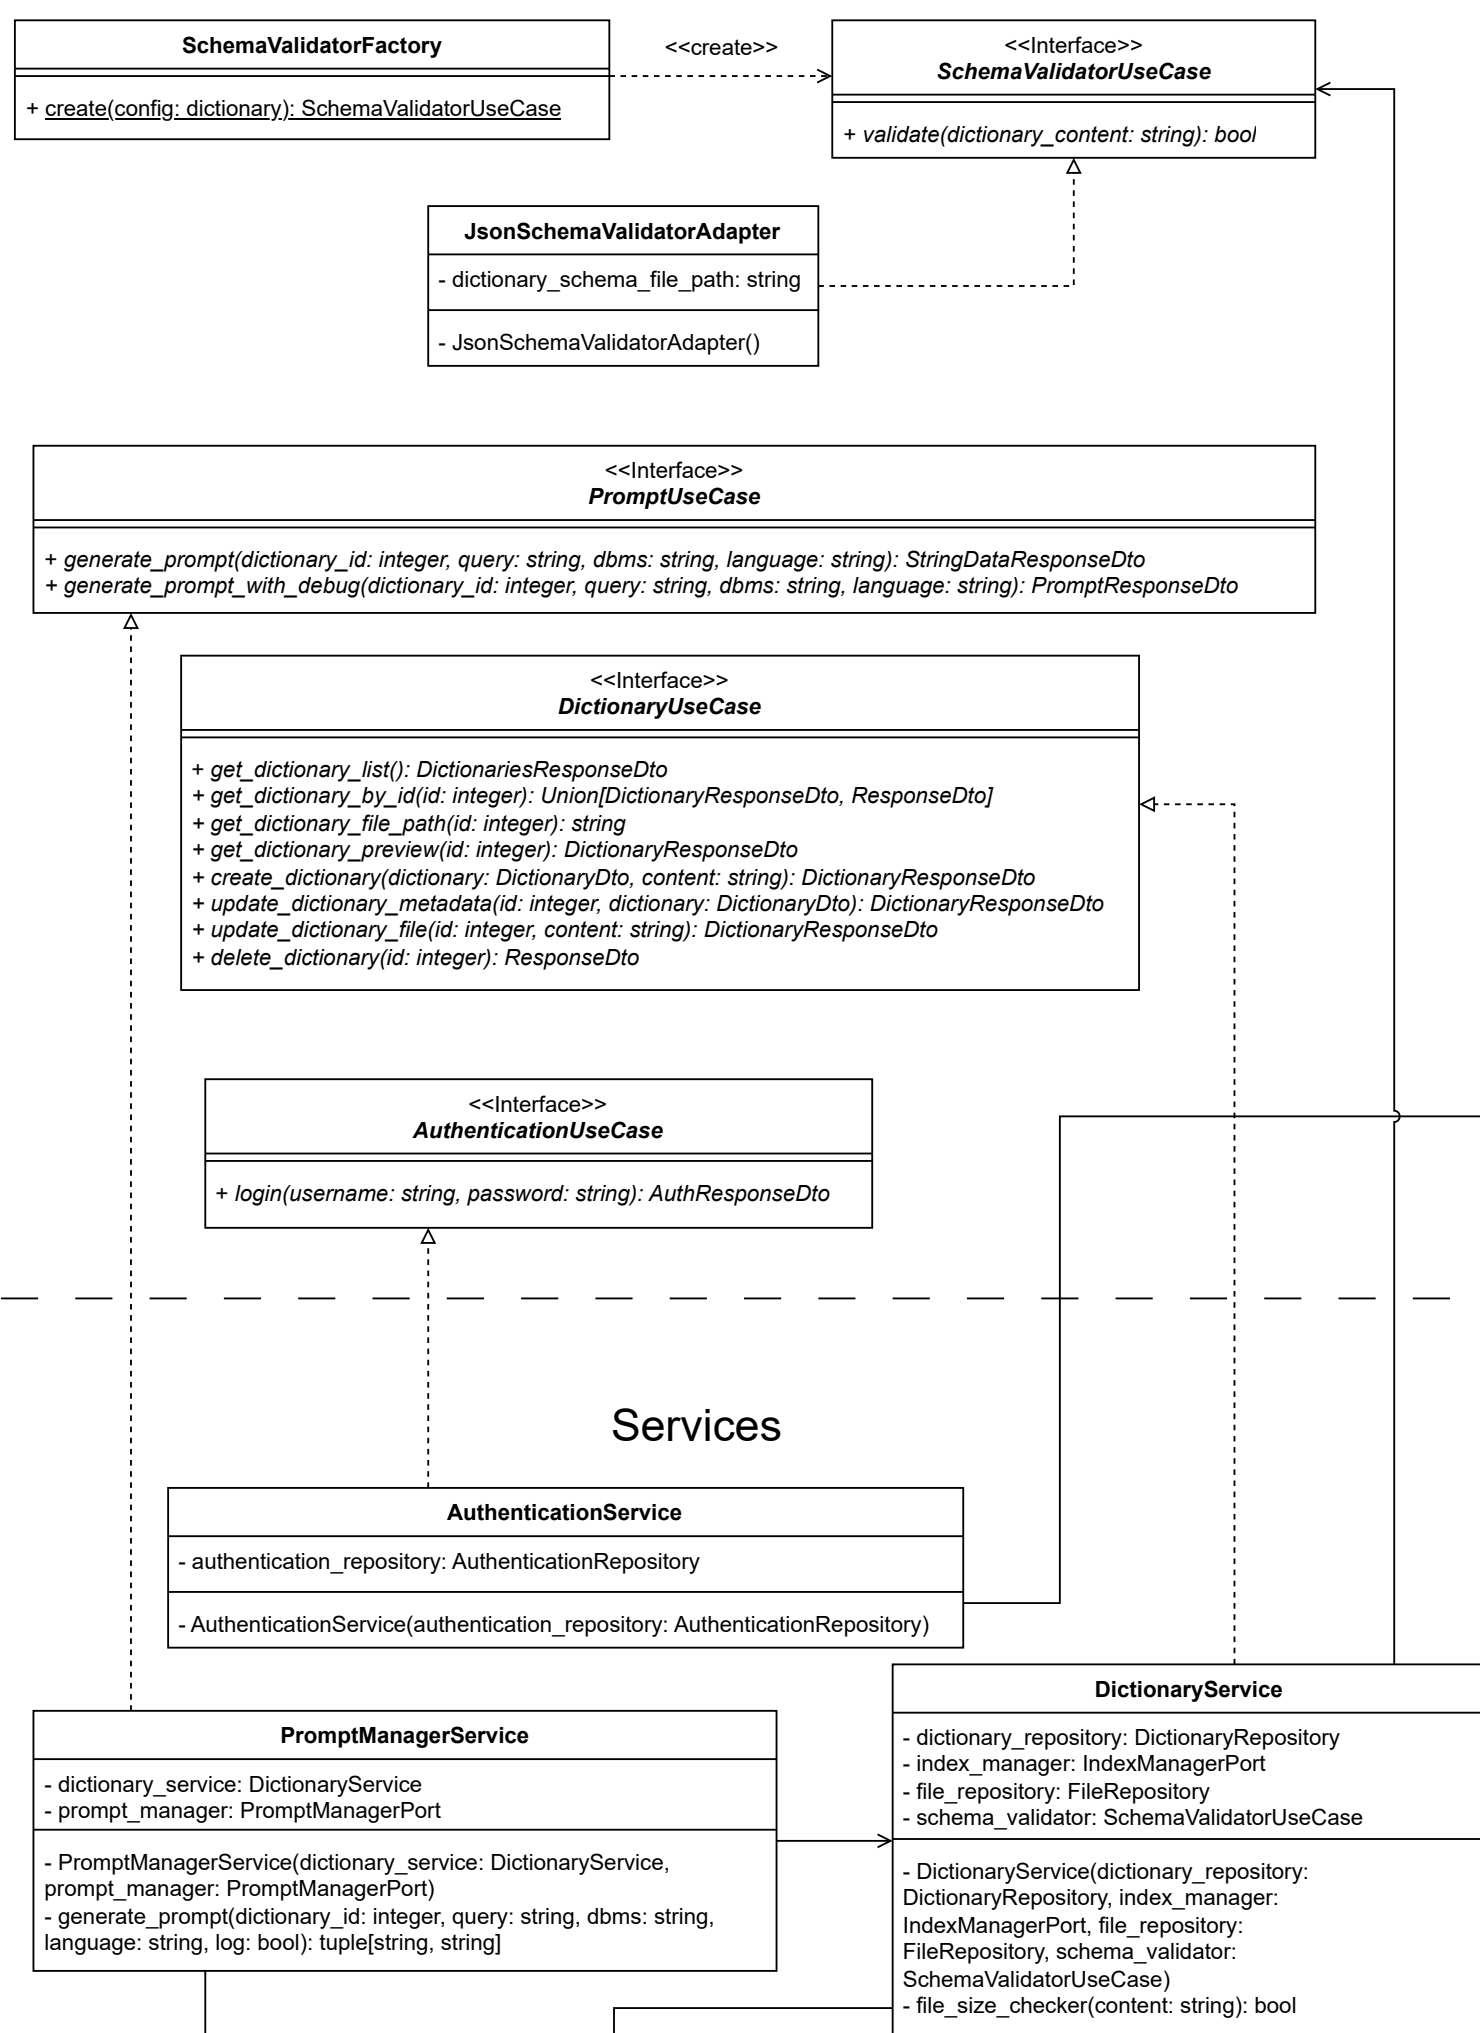 SchemaValidatorFactory
+ create(config: dictionary): SchemaValidatorUseCase
<<create>>
<<Interface>>
SchemaValidatorUseCase
+ validate(dictionary_content: string): bool
JsonSchemaValidatorAdapter
- dictionary_schema_file_path: string
- JsonSchemaValidatorAdapter()
<<Interface>>
PromptUseCase
+ generate_prompt(dictionary_id: integer, query: string, dbms: string, language: string): StringDataResponseDto
+ generate_prompt_with_debug(dictionary_id: integer, query: string, dbms: string, language: string): PromptResponseDto
<<Interface>>
DictionaryUseCase
+ get_dictionary_list(): DictionariesResponseDto
+ get_dictionary_by_id(id: integer): Union[DictionaryResponseDto, ResponseDto]
+ get_dictionary_file_path(id: integer): string
+ get_dictionary_preview(id: integer): DictionaryResponseDto
+ create_dictionary(dictionary: DictionaryDto, content: string): DictionaryResponseDto
+ update_dictionary_metadata(id: integer, dictionary: DictionaryDto): DictionaryResponseDto
+ update_dictionary_file(id: integer, content: string): DictionaryResponseDto
+ delete_dictionary(id: integer): ResponseDto
<<Interface>>
AuthenticationUseCase
+ login(username: string, password: string): AuthResponseDto
Services
AuthenticationService
- authentication_repository: AuthenticationRepository
- AuthenticationService(authentication_repository: AuthenticationRepository)
PromptManagerService
- dictionary_service: DictionaryService
- prompt_manager: PromptManagerPort
- PromptManagerService(dictionary_service: DictionaryService,
prompt_manager: PromptManagerPort)
- generate_prompt(dictionary_id: integer, query: string, dbms: string,
language: string, log: bool): tuple[string, string]
DictionaryService
- dictionary_repository: DictionaryRepository
- index_manager: IndexManagerPort
- file_repository: FileRepository
- schema_validator: SchemaValidatorUseCase
- DictionaryService(dictionary_repository:
DictionaryRepository, index_manager:
IndexManagerPort, file_repository:
FileRepository, schema_validator:
SchemaValidatorUseCase)
- file_size_checker(content: string): bool